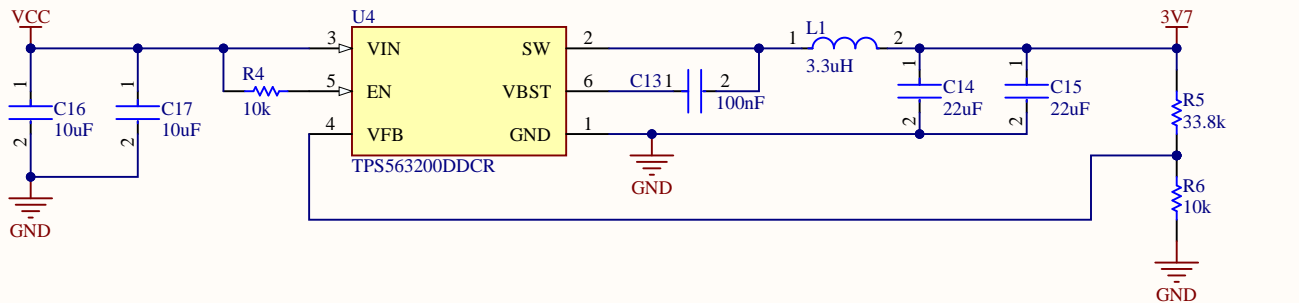 VCC
U4
3V7
3
VIN
SW
2
1
L1
2
3.3uH
1
C16
10uF
2
1
C17
10uF
2
R4
10k
5
EN
VBST
6
C13
1
2
100nF
1
C14
22uF
2
1
C15
22uF
2
R5
33.8k
4
VFB
GND
1
TPS563200DDCR
GND
R6
10k
GND
GND